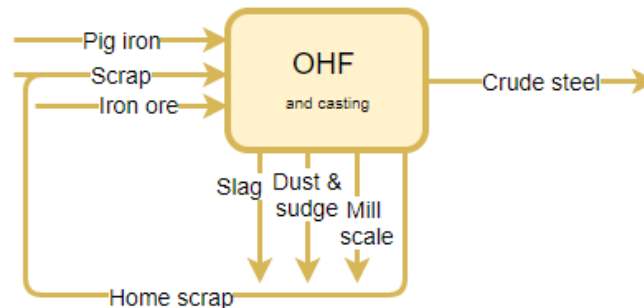 Pig iron
OHF
Scrap
Crude steel
Iron ore
and casting
Slag
Dust &
sudge
Mill
scale
Home scrap